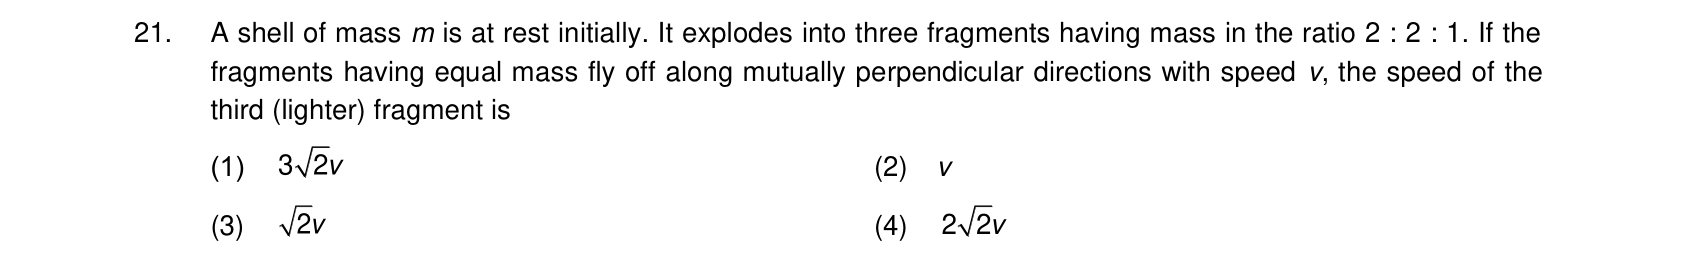 21. A shell of mass m is at rest initially. It explodes into three fragments having mass in the ratio 2 : 2 : 1. If the
fragments having equal mass fly off along mutually perpendicular directions with speed v, the speed of the
third (lighter) fragment is
(1) 3√2v (2) v
(3) √2v (4) 2√2v